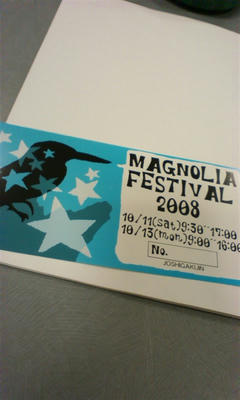 MAGNOLIA
FESTIVAL
2008
10/11(sat)9:30~17:00
10/13(mon)9:00~16:00
No.
JOSHIGAKUIN